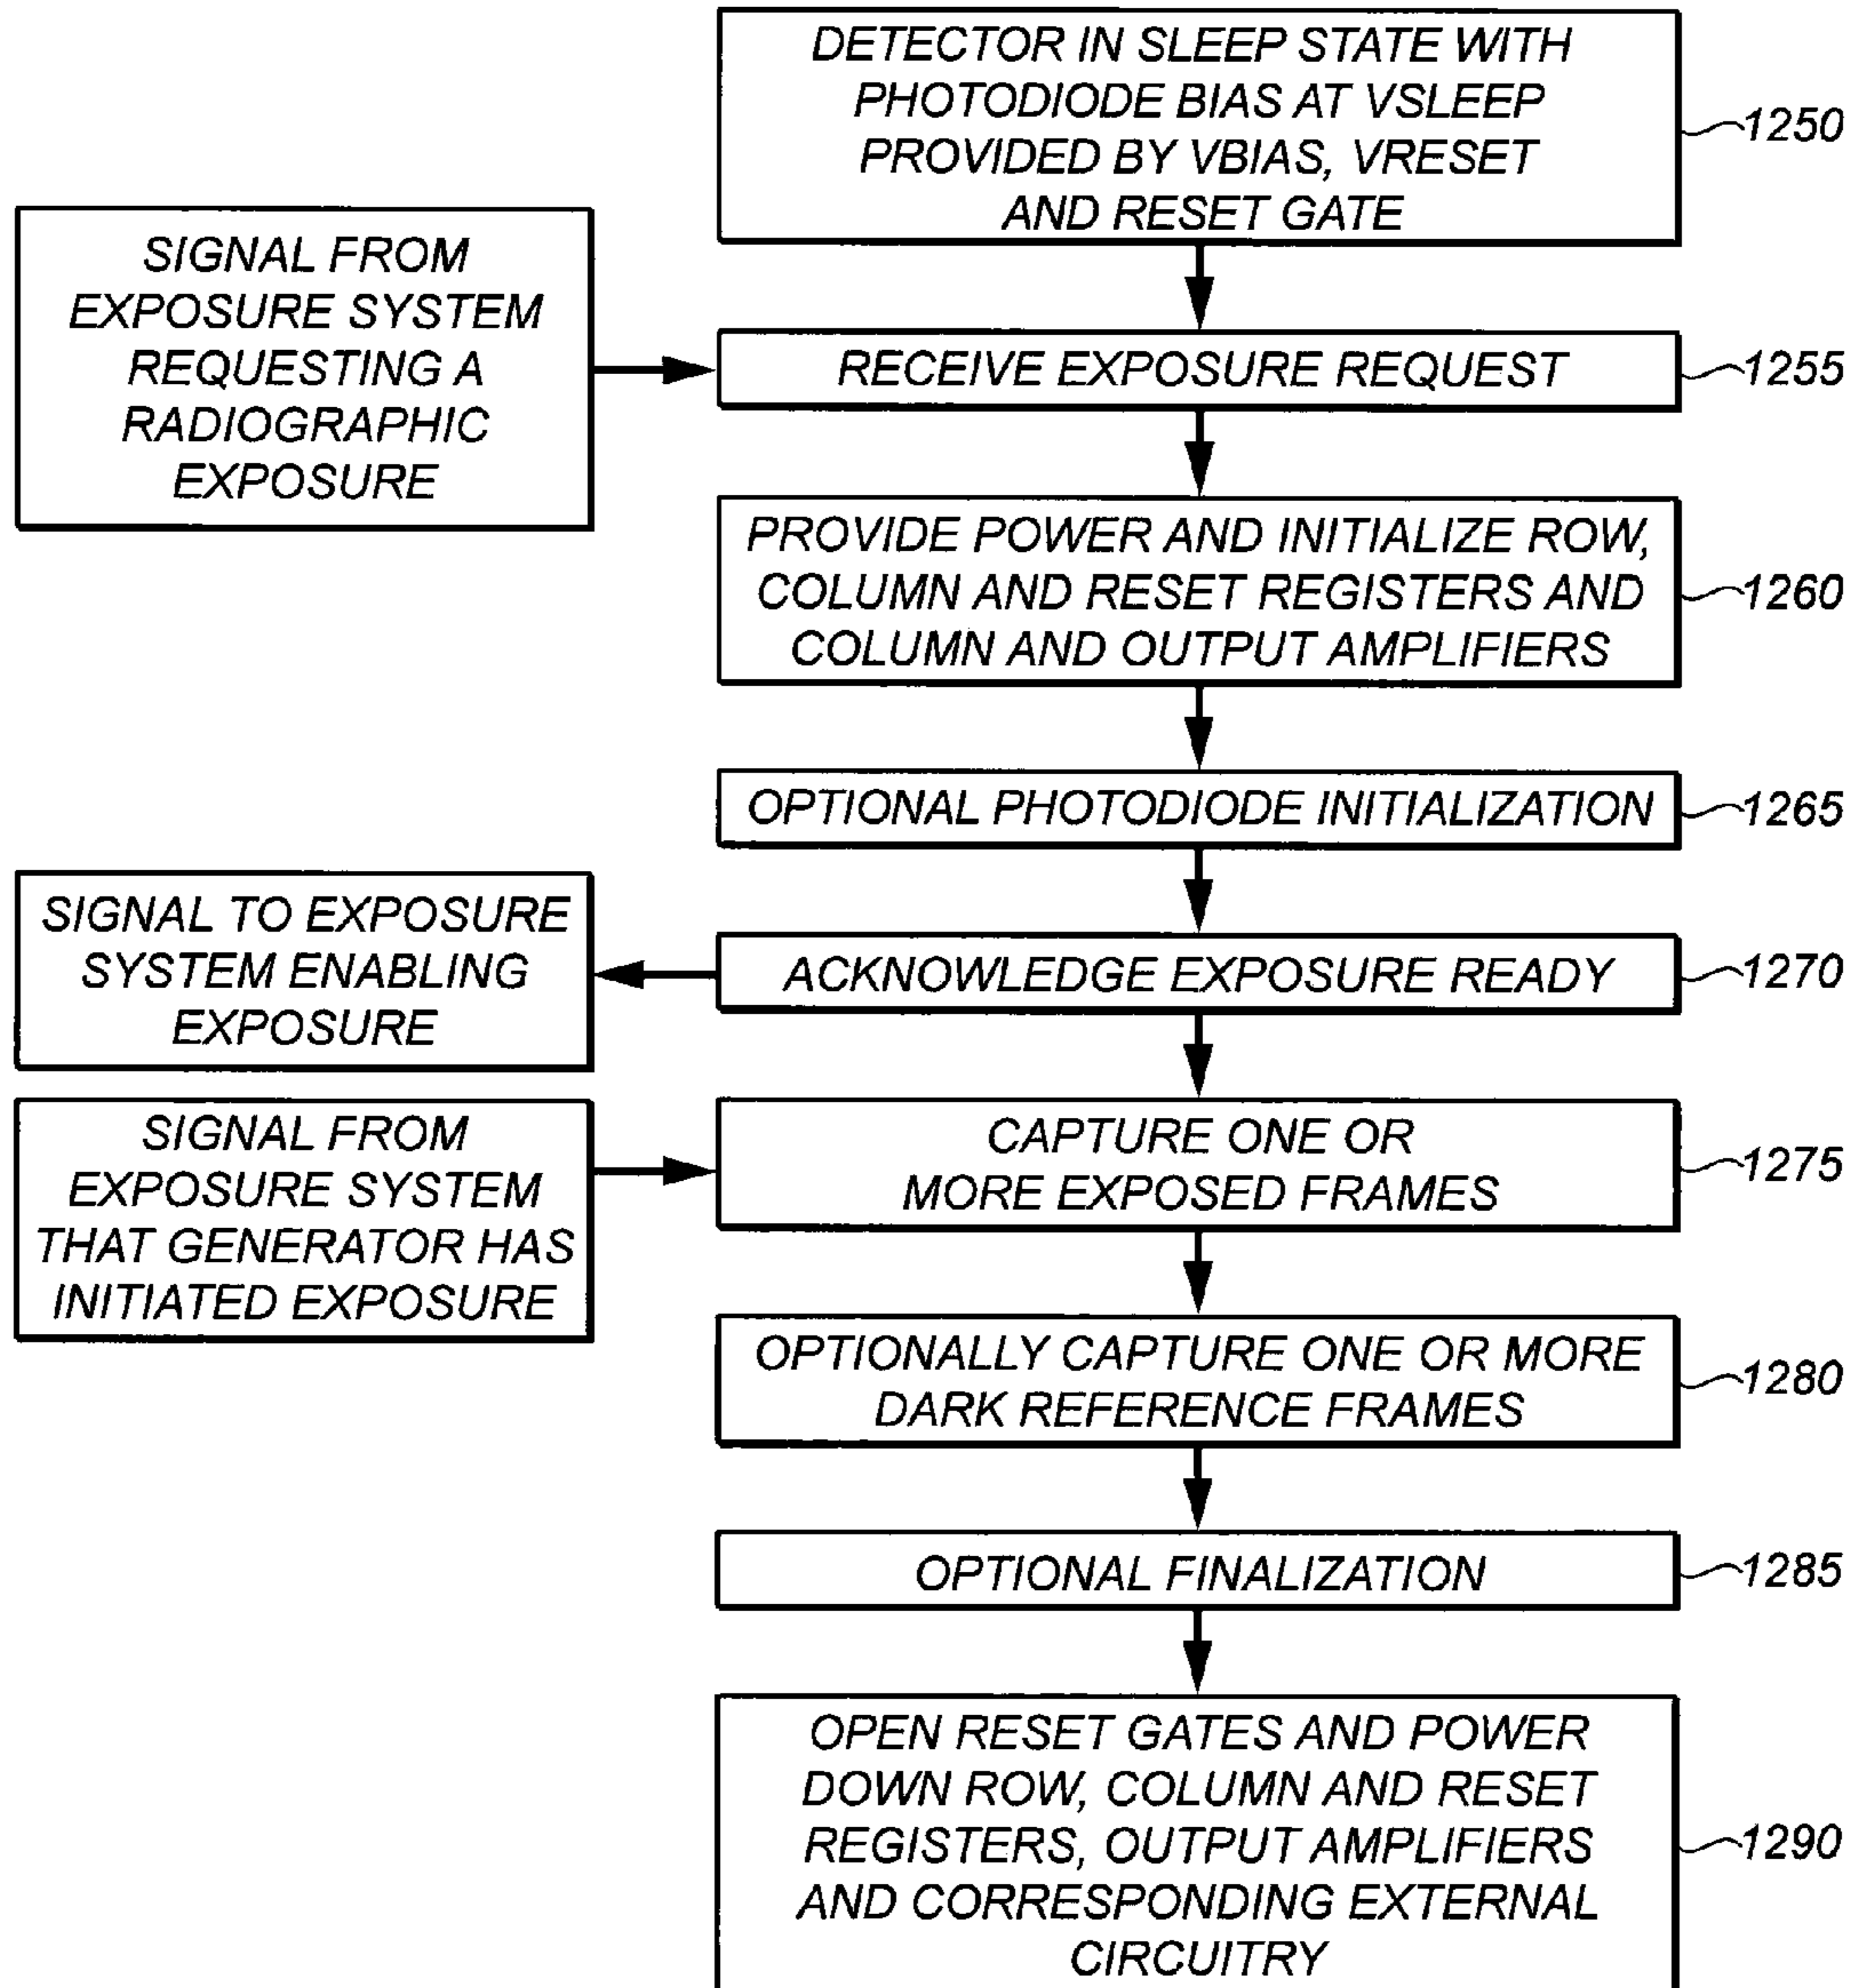 DETECTOR IN SLEEP STATE WITH
PHOTODIODE BIAS AT VSLEEP
PROVIDED BY VBIAS, VRESET
AND RESET GATE
1250
SIGNAL FROM
EXPOSURE SYSTEM
REQUESTING A
RADIOGRAPHIC
EXPOSURE
RECEIVE EXPOSURE REQUEST
1255
PROVIDE POWER AND INITIALIZE ROW,
COLUMN AND RESET REGISTERS AND
COLUMN AND OUTPUT AMPLIFIERS
1260
OPTIONAL PHOTODIODE INITIALIZATION
1265
SIGNAL TO EXPOSURE
SYSTEM ENABLING
EXPOSURE
ACKNOWLEDGE EXPOSURE READY
1270
SIGNAL FROM
EXPOSURE SYSTEM
THAT GENERATOR HAS
INITIATED EXPOSURE
CAPTURE ONE OR
MORE EXPOSED FRAMES
1275
OPTIONALLY CAPTURE ONE OR MORE
DARK REFERENCE FRAMES
1280
OPTIONAL FINALIZATION
1285
OPEN RESET GATES AND POWER
DOWN ROW, COLUMN AND RESET
REGISTERS, OUTPUT AMPLIFIERS
AND CORRESPONDING EXTERNAL
CIRCUITRY
1290